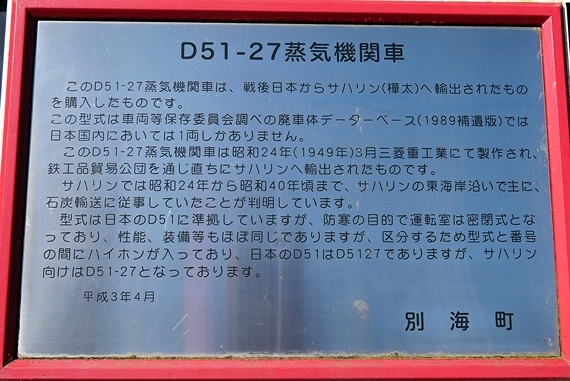 D51-27蒸気機関車
このD51-27蒸気機関車は、戦後日本からサハリン(樺太)へ輸出されたもの
を購入したものです。
この型式は車両等保存委員会調べの廃車体データーベース(1989補遺版)では
日本国内においては1両しかありません。
このD51-27蒸気機関車は昭和24年(1949年)3月三菱重工業にて製作され、
鉄工品貿易公団を通じ直ちにサハリンへ輸出されたものです。
サハリンでは昭和24年から昭和40年頃まで、サハリンの東海岸沿いで主に、
石炭輸送に従事していたことが判明しています。
型式は日本のD51に準拠していますが、防寒の目的で運転室は密閉式とな
っており、性能、装備等もほぼ同じでありますが、区分するため型式と番号
の間にハイホンが入っており、日本のD51はD5127でありますが、サハリン
向けはD51-27となっております。
平成3年4月
別海町